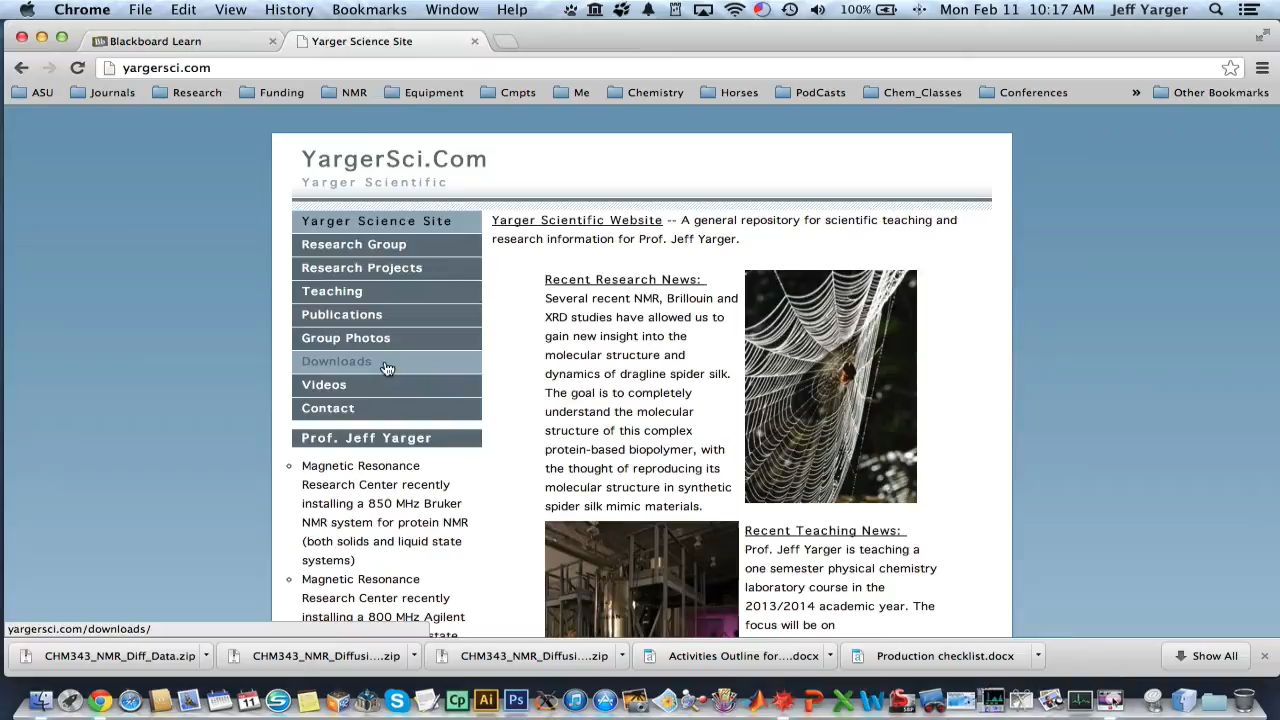 Chrome File Edit View History Bookmarks Window Help 100% Mon Feb 11 10:17 AM Jeff Yarger
Bb Blackboard Learn Yarger Science Site
yargersci.com
ASU Journals Research Funding NMR Equipment Cmpts Me Chemistry Horses PodCasts Chem_Classes Conferences » Other Bookmarks
YargerSci.Com
Yarger Scientific
Yarger Science Site
Research Group
Research Projects
Teaching
Publications
Group Photos
Downloads
Videos
Contact
Prof. Jeff Yarger
Magnetic Resonance
Research Center recently
installing a 850 MHz Bruker
NMR system for protein NMR
(both solids and liquid state
systems)
Magnetic Resonance
Research Center recently
installing a 800 MHz Agilent
state
Yarger Scientific Website -- A general repository for scientific teaching and
research information for Prof. Jeff Yarger.
Recent Research News:
Several recent NMR, Brillouin and
XRD studies have allowed us to
gain new insight into the
molecular structure and
dynamics of dragline spider silk.
The goal is to completely
understand the molecular
structure of this complex
protein-based biopolymer, with
the thought of reproducing its
molecular structure in synthetic
spider silk mimic materials.
Recent Teaching News:
Prof. Jeff Yarger is teaching a
one semester physical chemistry
laboratory course in the
2013/2014 academic year. The
focus will be on
yargersci.com/downloads/
CHM343_NMR_Diff_Data.zip CHM343_NMR_Diffusi....zip CHM343_NMR_Diffusi....zip Activities Outline for....docx Production checklist.docx Show All
11 S Cp Ai Ps P X W